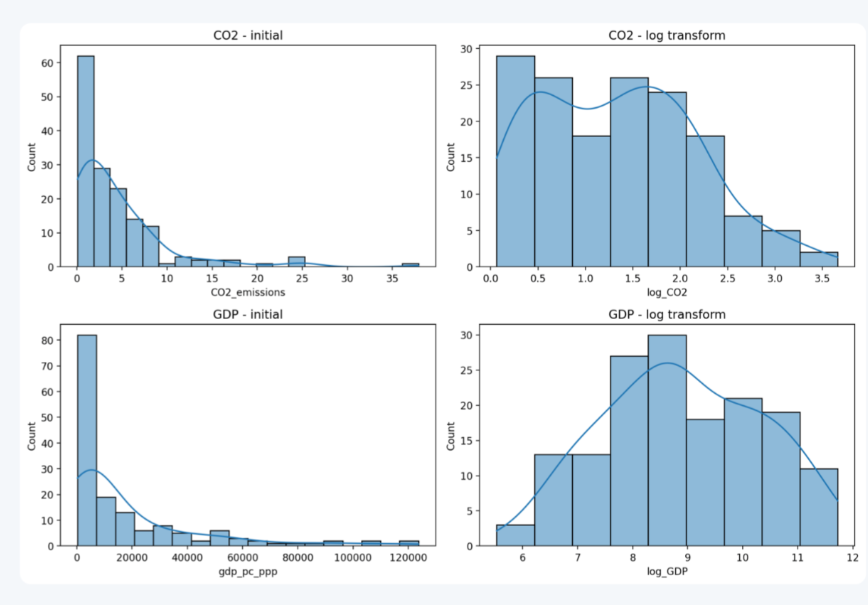 CO2 - initial
60
50
40
30
20
10
0
Count
0 5 10 15 20 25 30 35
CO2_emissions
CO2 - log transform
30
25
20
15
10
5
0
Count
0.0 0.5 1.0 1.5 2.0 2.5 3.0 3.5
log_CO2
GDP - initial
80
70
60
50
40
30
20
10
0
Count
0 20000 40000 60000 80000 100000 120000
gdp_pc_ppp
GDP - log transform
30
25
20
15
10
5
0
Count
6 7 8 9 10 11 12
log_GDP